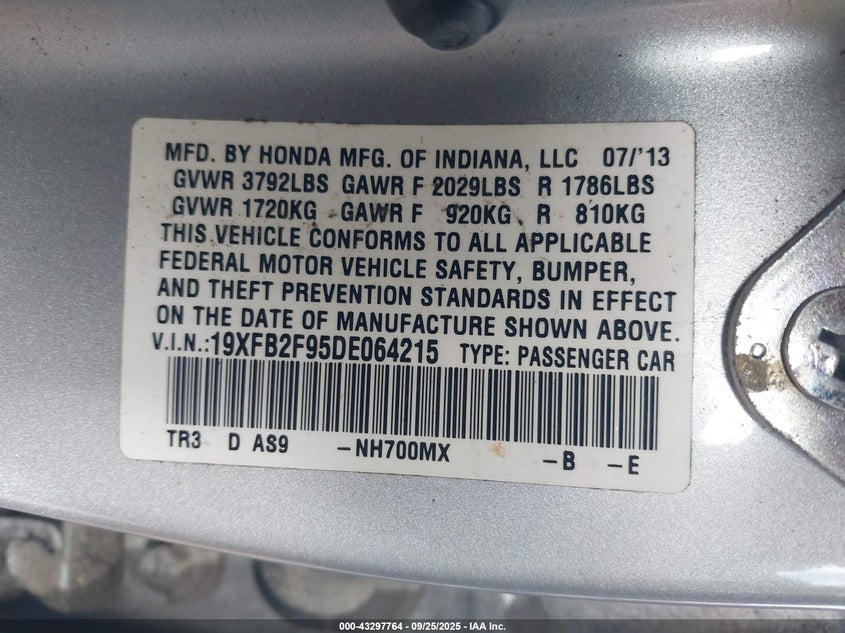 MFD. BY HONDA MFG. OF INDIANA, LLC 07/'13
GVWR 3792LBS GAWR F 2029LBS R 1786LBS
GVWR 1720KG GAWR F 920KG R 810KG
THIS VEHICLE CONFORMS TO ALL APPLICABLE
FEDERAL MOTOR VEHICLE SAFETY, BUMPER,
AND THEFT PREVENTION STANDARDS IN EFFECT
ON THE DATE OF MANUFACTURE SHOWN ABOVE.
V.I.N.:19XFB2F95DE064215 TYPE: PASSENGER CAR
TR3 D AS9 -NH700MX -B -E
000-43297764 - 09/25/2025 - IAA Inc.